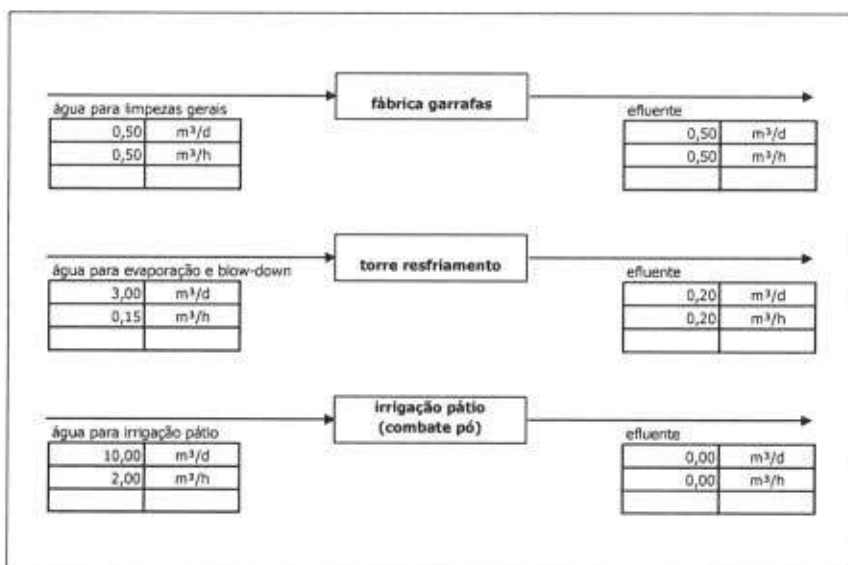 fábrica garrafas
água para limpezas gerais
efluente
0,50 m³/d
0,50 m³/h
0,50 m³/d
0,50 m³/h
torre resfriamento
água para evaporação e blow-down
efluente
3,00 m³/d
0,15 m³/h
0,20 m³/d
0,20 m³/h
irrigação pátio
(combate pó)
água para irrigação pátio
efluente
10,00 m³/d
2,00 m³/h
0,00 m³/d
0,00 m³/h